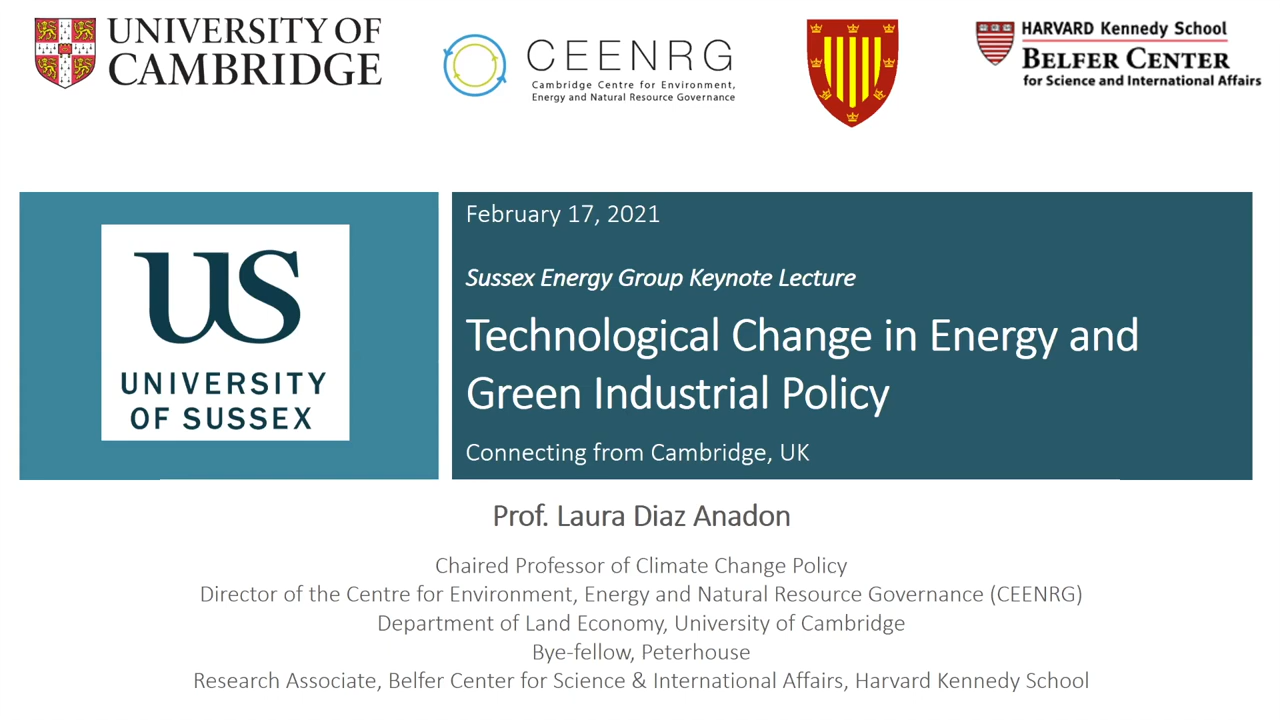 UNIVERSITY OF
CAMBRIDGE
CEENRG
Cambridge Centre for Environment,
Energy and Natural Resource Governance
HARVARD Kennedy School
BELFER CENTER
for Science and International Affairs
us
UNIVERSITY
OF SUSSEX
February 17, 2021
Sussex Energy Group Keynote Lecture
Technological Change in Energy and
Green Industrial Policy
Connecting from Cambridge, UK
Prof. Laura Diaz Anadon
Chaired Professor of Climate Change Policy
Director of the Centre for Environment, Energy and Natural Resource Governance (CEENRG)
Department of Land Economy, University of Cambridge
Bye-fellow, Peterhouse
Research Associate, Belfer Center for Science & International Affairs, Harvard Kennedy School